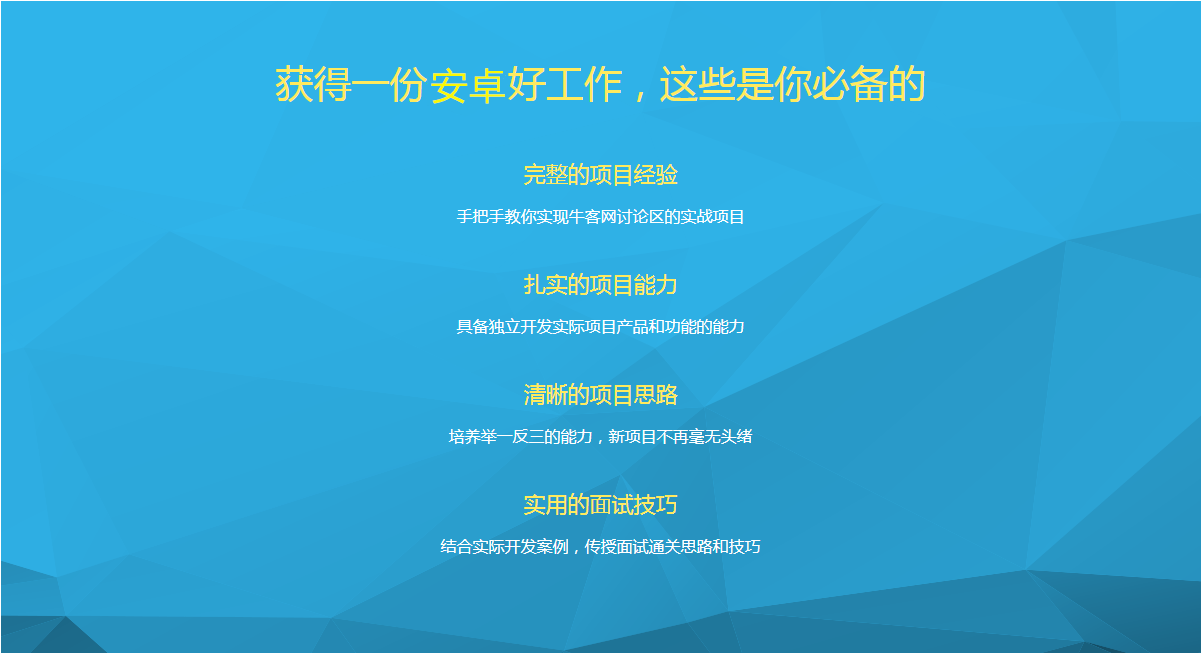 获得一份安卓好工作，这些是你必备的
完整的项目经验
手把手教你实现牛客网讨论区的实战项目
扎实的项目能力
具备独立开发实际项目产品和功能的能力
清晰的项目思路
培养举一反三的能力，新项目不再毫无头绪
实用的面试技巧
结合实际开发案例，传授面试通关思路和技巧